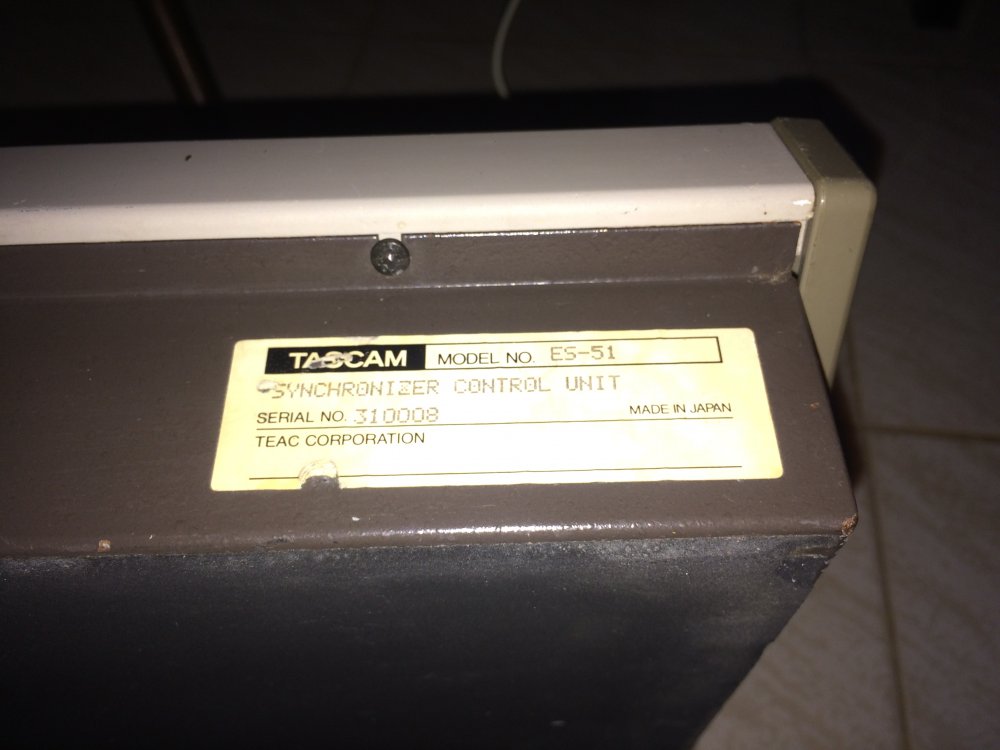 TASCAM MODEL NO. ES-51
SYNCHRONIZER CONTROL UNIT
SERIAL NO. 310008 MADE IN JAPAN
TEAC CORPORATION